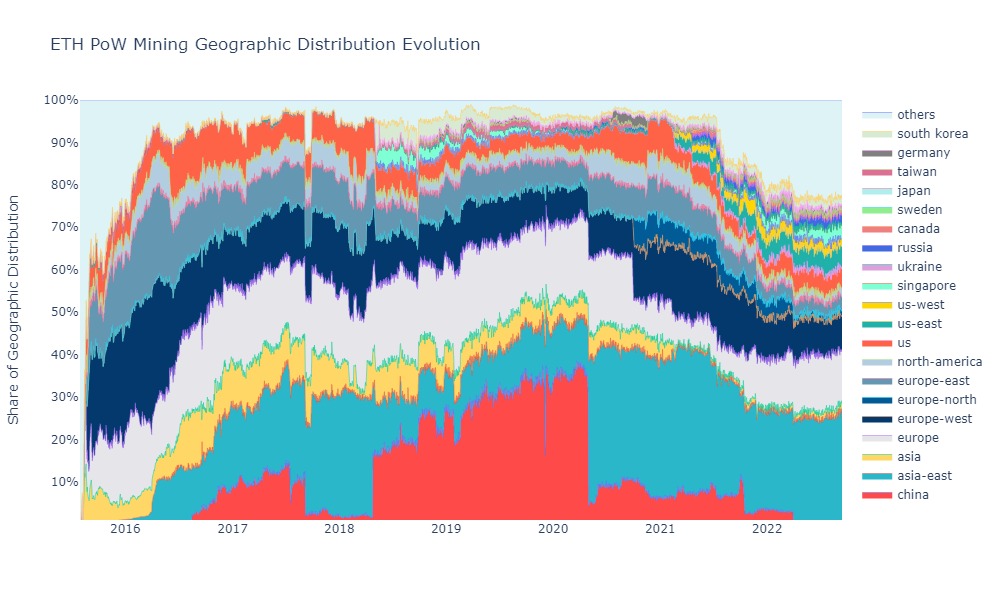 ETH PoW Mining Geographic Distribution Evolution
Share of Geographic Distribution
100%
90%
80%
70%
60%
50%
40%
30%
20%
10%
2016 2017 2018 2019 2020 2021 2022
others
south korea
germany
taiwan
japan
sweden
canada
russia
ukraine
singapore
us-west
us-east
us
north-america
europe-east
europe-north
europe-west
europe
asia
asia-east
china